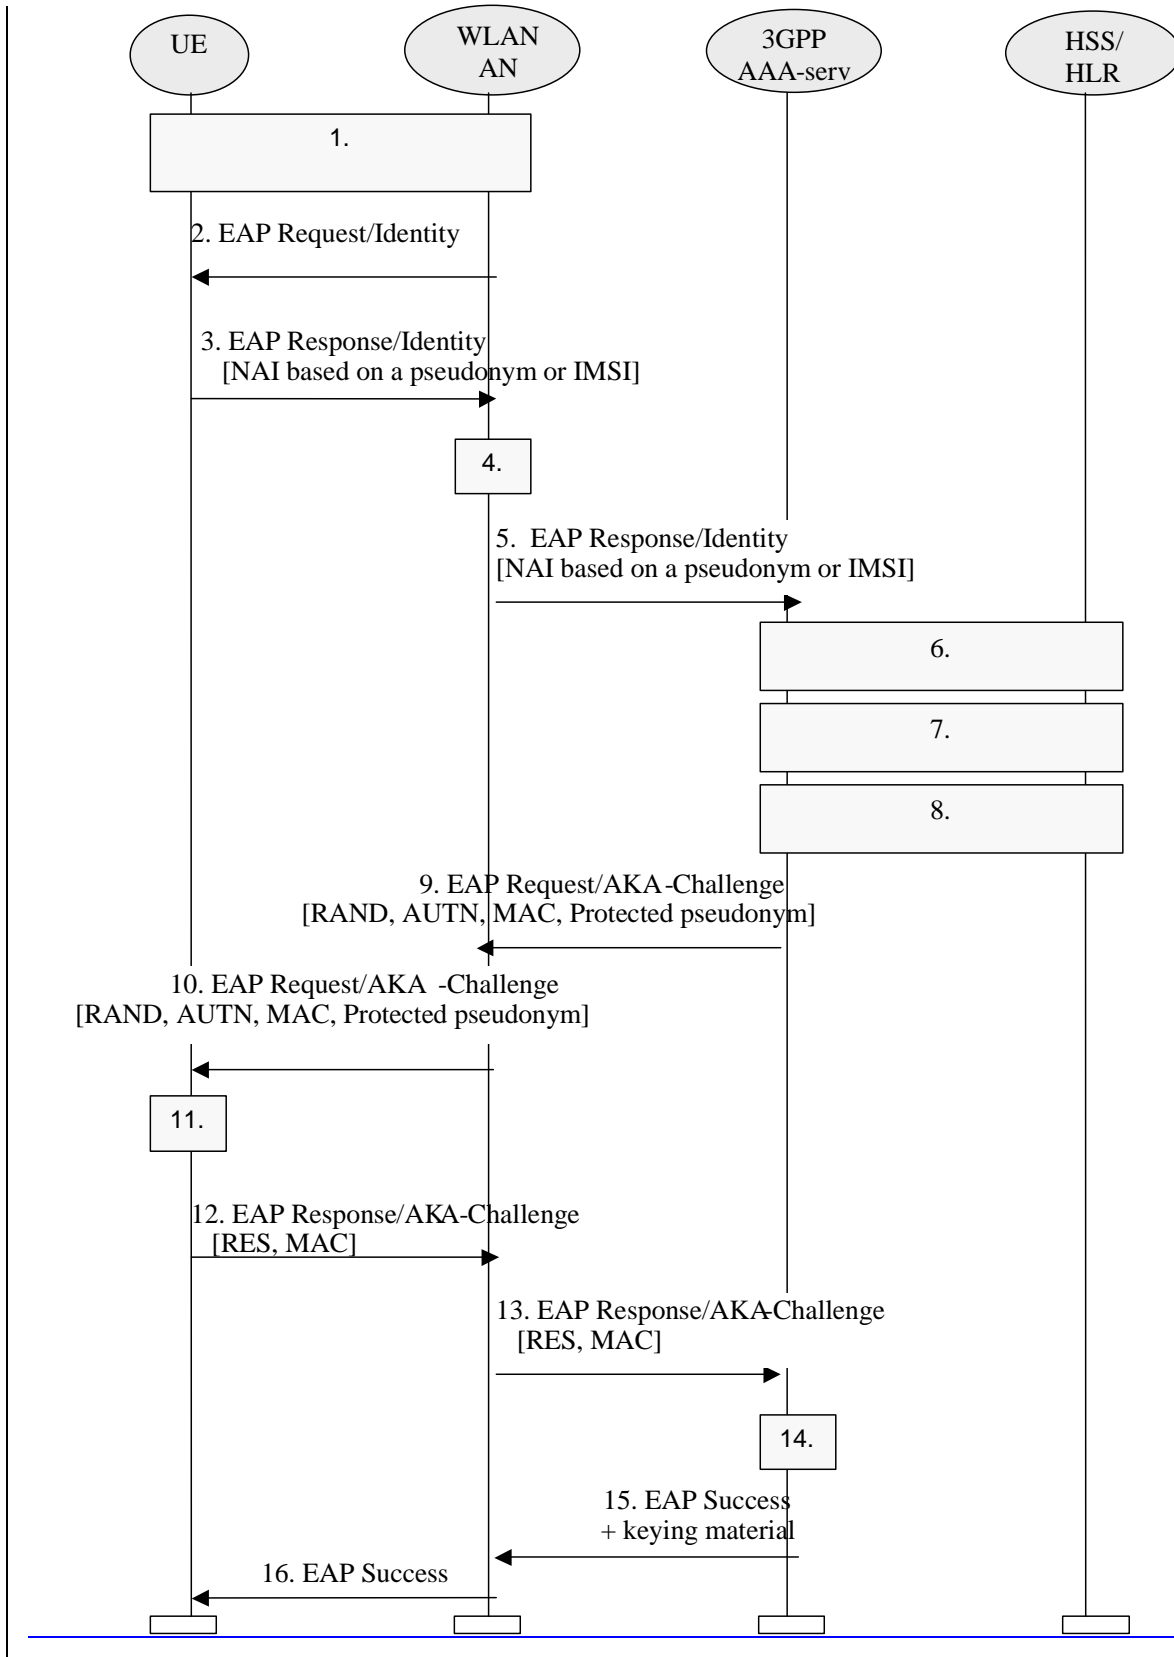 UE
WLAN
AN
3GPP
AAA-serv
HSS/
HLR
1.
2. EAP Request/Identity
3. EAP Response/Identity
[NAI based on a pseudonym or IMSI]
4.
5. EAP Response/Identity
[NAI based on a pseudonym or IMSI]
6.
7.
8.
9. EAP Request/AKA-Challenge
[RAND, AUTN, MAC, Protected pseudonym]
10. EAP Request/AKA -Challenge
[RAND, AUTN, MAC, Protected pseudonym]
11.
12. EAP Response/AKA-Challenge
[RES, MAC]
13. EAP Response/AKA-Challenge
[RES, MAC]
14.
15. EAP Success
+ keying material
16. EAP Success